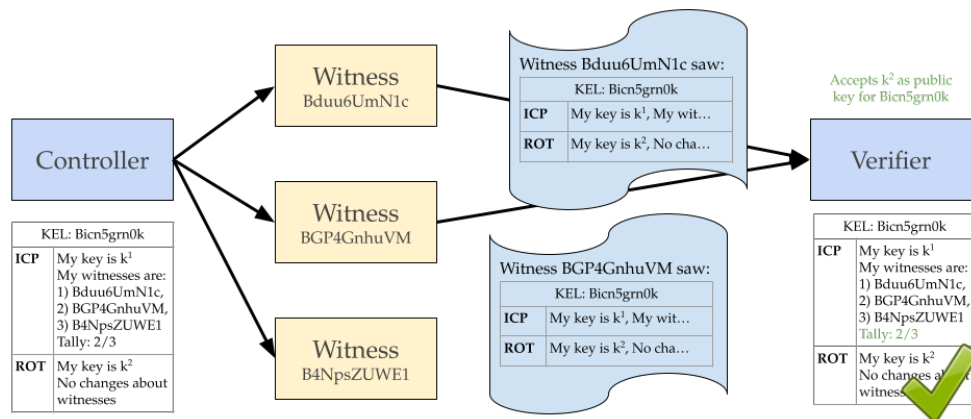 Controller
KEL: Bicn5grn0k
ICP My key is k¹
My witnesses are:
1) Bduu6UmN1c,
2) BGP4GnhuVM,
3) B4NpsZUWE1
Tally: 2/3
ROT My key is k²
No changes about
witnesses
Witness
Bduu6UmN1c
Witness
BGP4GnhuVM
Witness
B4NpsZUWE1
Witness Bduu6UmN1c saw:
KEL: Bicn5grn0k
ICP My key is k¹, My wit…
ROT My key is k², No cha…
Witness BGP4GnhuVM saw:
KEL: Bicn5grn0k
ICP My key is k¹, My wit…
ROT My key is k², No cha…
Accepts k² as public
key for Bicn5grn0k
Verifier
KEL: Bicn5grn0k
ICP My key is k¹
My witnesses are:
1) Bduu6UmN1c,
2) BGP4GnhuVM,
3) B4NpsZUWE1
Tally: 2/3
ROT My key is k²
No changes